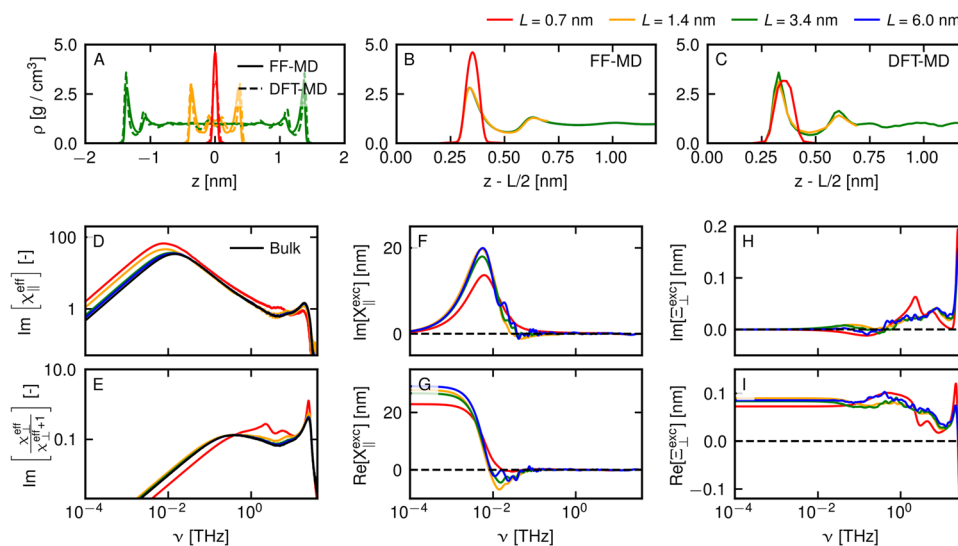 L = 0.7 nm L = 1.4 nm L = 3.4 nm L = 6.0 nm
A FF-MD DFT-MD
ρ [g / cm³]
5.0 2.5 0.0
−2 −1 0 1 2
z [nm]
B FF-MD
5.0 2.5 0.0
0.00 0.25 0.50 0.75 1.00
z - L/2 [nm]
C DFT-MD
5.0 2.5 0.0
0.00 0.25 0.50 0.75 1.00
z - L/2 [nm]
D Bulk
Im [χ∥^eff] [-]
100 1
E
Im [χ⊥^eff / χ⊥^eff+1] [-]
10.0 0.1
10⁻⁴ 10⁻² 10⁰
ν [THz]
F
Im[X∥^exc] [nm]
20 0
G
Re[X∥^exc] [nm]
20 0
10⁻⁴ 10⁻² 10⁰
ν [THz]
H
Im[Ξ⊥^exc] [nm]
0.2 0.1 0.0
I
Re[Ξ⊥^exc] [nm]
0.1 0.0 −0.1
10⁻⁴ 10⁻² 10⁰
ν [THz]